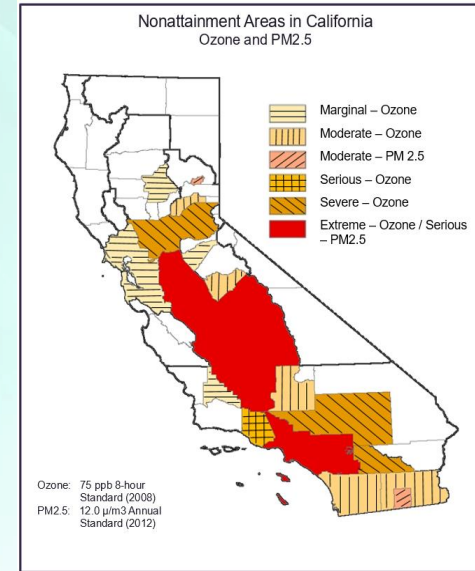 Nonattainment Areas in California
Ozone and PM2.5
Marginal – Ozone
Moderate – Ozone
Moderate – PM 2.5
Serious – Ozone
Severe – Ozone
Extreme – Ozone / Serious
– PM2.5
Ozone: 75 ppb 8-hour
Standard (2008)
PM2.5: 12.0 µ/m3 Annual
Standard (2012)